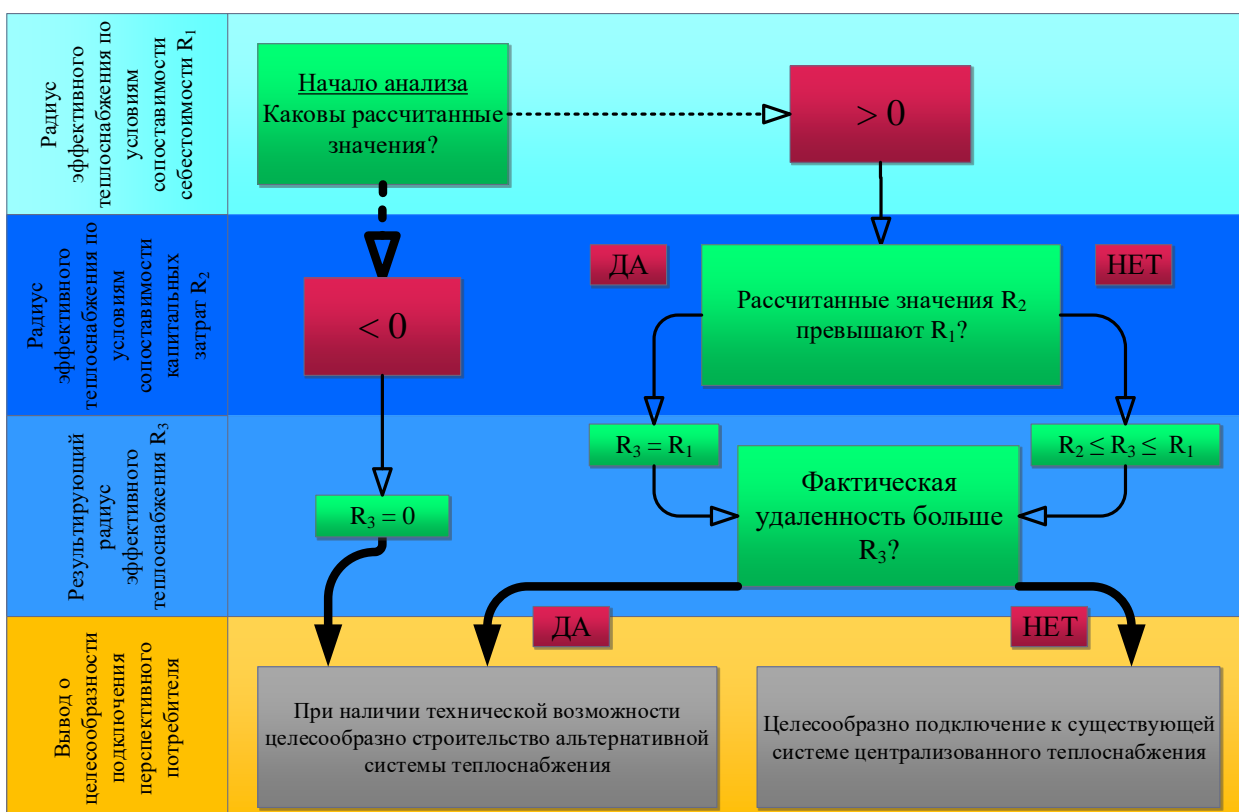 Радиус
эффективного
теплоснабжения по
условиям
сопоставимости
себестоимости R₁
Начало анализа
Каковы рассчитанные
значения?
> 0
Радиус
эффективного
теплоснабжения по
условиям
сопоставимости
капитальных
затрат R₂
< 0
ДА
НЕТ
Рассчитанные значения R₂
превышают R₁?
Результирующий
радиус
эффективного
теплоснабжения R₃
R₃ = 0
R₃ = R₁
R₂ ≤ R₃ ≤ R₁
Фактическая
удаленность больше
R₃?
ДА
НЕТ
Вывод о
целесообразности
подключения
перспективного
потребителя
При наличии технической возможности
целесообразно строительство альтернативной
системы теплоснабжения
Целесообразно подключение к существующей
системе централизованного теплоснабжения